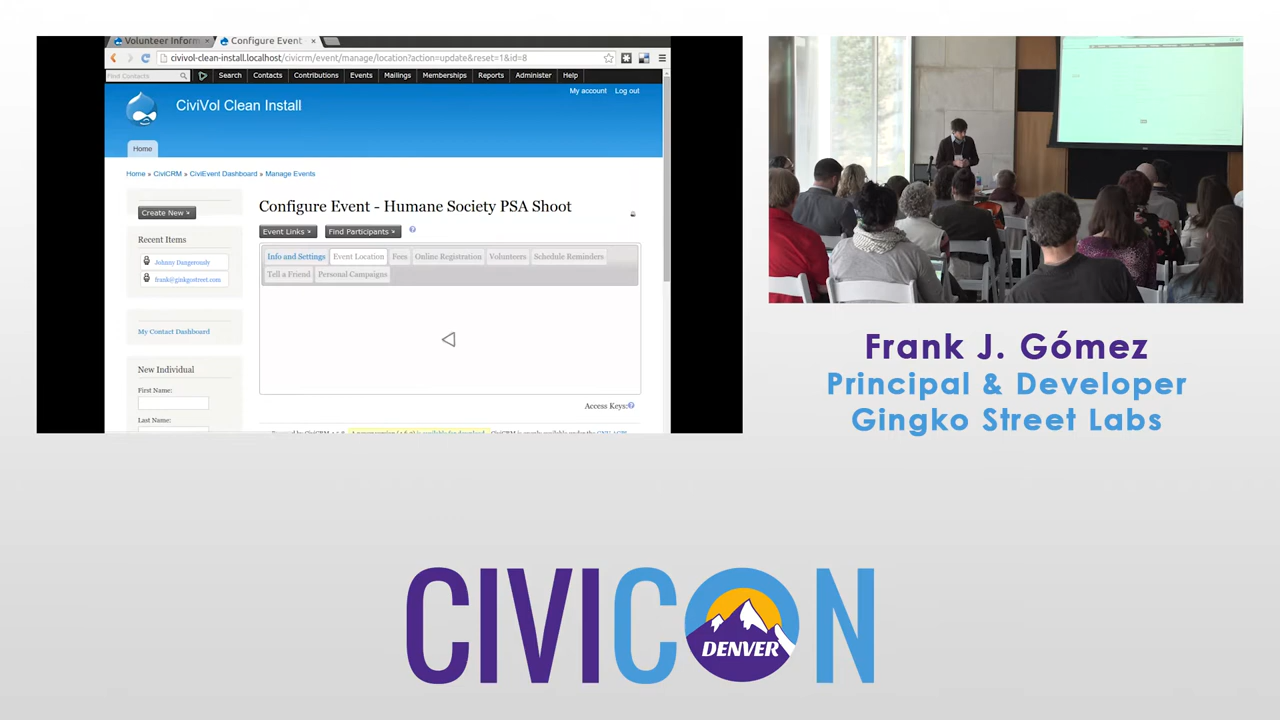 Volunteer Inform
Configure Event
civivol-clean-install.localhost/civicrm/event/manage/location?action=update&reset=1&id=8
Find Contacts
Search Contacts Contributions Events Mailings Memberships Reports Administer Help
My account Log out
CiviVol Clean Install
Home
Home » CiviCRM » CiviEvent Dashboard » Manage Events
Create New »
Recent Items
Johnny Dangerously
frank@ginkgostreet.com
My Contact Dashboard
New Individual
First Name:
Last Name:
Configure Event - Humane Society PSA Shoot
Event Links »
Find Participants »
Info and Settings Event Location Fees Online Registration Volunteers Schedule Reminders
Tell a Friend Personal Campaigns
Access Keys:
Frank J. Gómez
Principal & Developer
Gingko Street Labs
CIVICON
DENVER